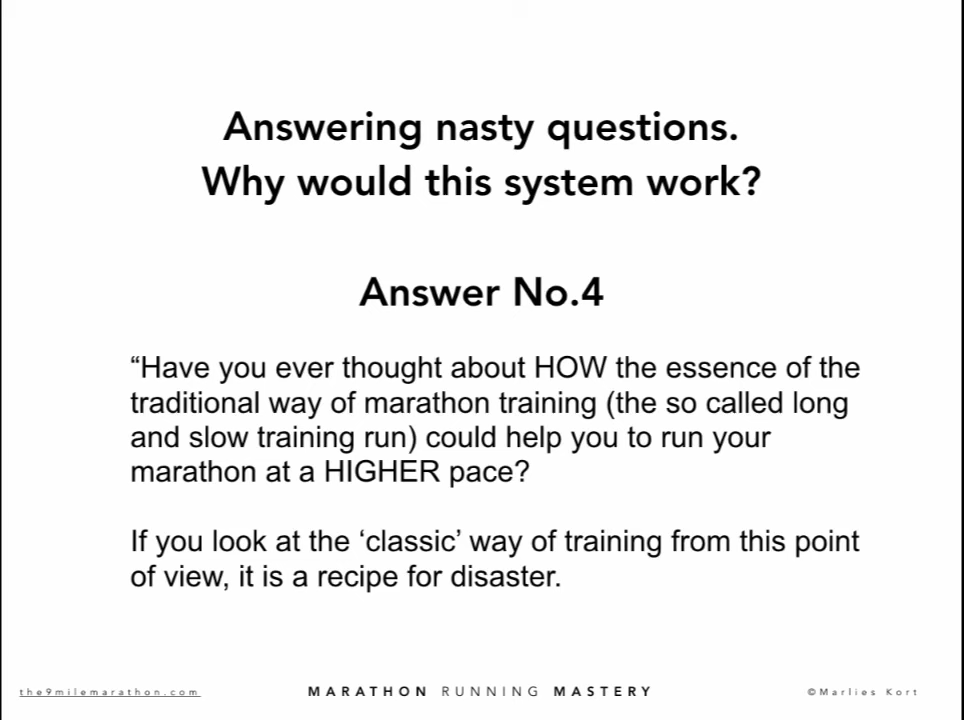 Answering nasty questions.
Why would this system work?
Answer No.4
“Have you ever thought about HOW the essence of the
traditional way of marathon training (the so called long
and slow training run) could help you to run your
marathon at a HIGHER pace?
If you look at the ‘classic’ way of training from this point
of view, it is a recipe for disaster.
the9milemarathon.com
MARATHON RUNNING MASTERY
©Marlies Kort